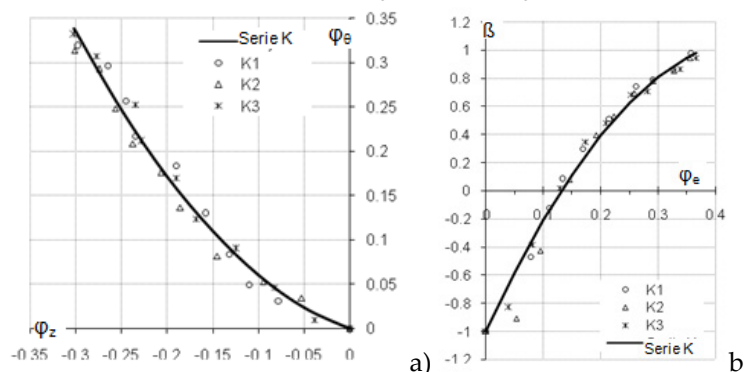 0.35
Serie K
φθ
K1
0.3
K2
K3
0.25
0.2
0.15
0.1
0.05
0
φz
-0.35 -0.3 -0.25 -0.2 -0.15 -0.1 -0.05 0
a)
ß
1.2
1
0.8
0.6
0.4
0.2
0
-0.2
-0.4
-0.6
-0.8
-1
-1.2
φe
0 0.1 0.2 0.3 0.4
K1
K2
K3
Serie K
b